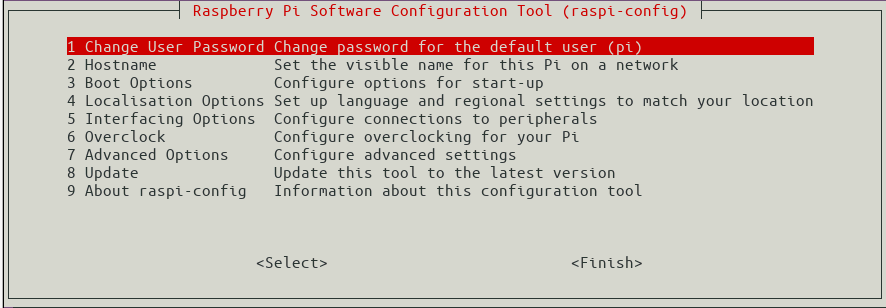 Raspberry Pi Software Configuration Tool (raspi-config)
1 Change User Password Change password for the default user (pi)
2 Hostname Set the visible name for this Pi on a network
3 Boot Options Configure options for start-up
4 Localisation Options Set up language and regional settings to match your location
5 Interfacing Options Configure connections to peripherals
6 Overclock Configure overclocking for your Pi
7 Advanced Options Configure advanced settings
8 Update Update this tool to the latest version
9 About raspi-config Information about this configuration tool
<Select> <Finish>